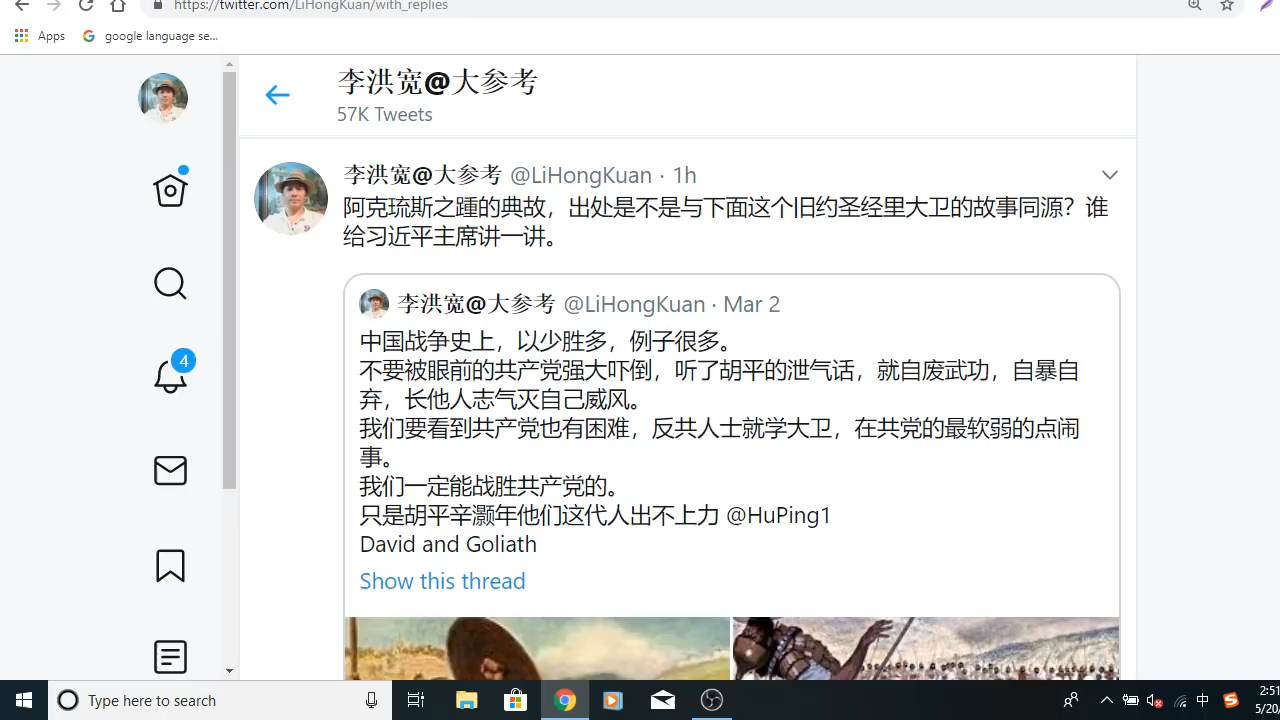 https://twitter.com/LiHongKuan/with_replies
Apps
google language se...
李洪宽@大参考
57K Tweets
李洪宽@大参考 @LiHongKuan · 1h
阿克琉斯之踵的典故，出处是不是与下面这个旧约圣经里大卫的故事同源？谁
给习近平主席讲一讲。
李洪宽@大参考 @LiHongKuan · Mar 2
中国战争史上，以少胜多，例子很多。
不要被眼前的共产党强大吓倒，听了胡平的泄气话，就自废武功，自暴自
弃，长他人志气灭自己威风。
我们要看到共产党也有困难，反共人士就学大卫，在共党的最软弱的点闹
事。
我们一定能战胜共产党的。
只是胡平辛灏年他们这代人出不上力 @HuPing1
David and Goliath
Show this thread
4
Type here to search
中
2:51
5/20/